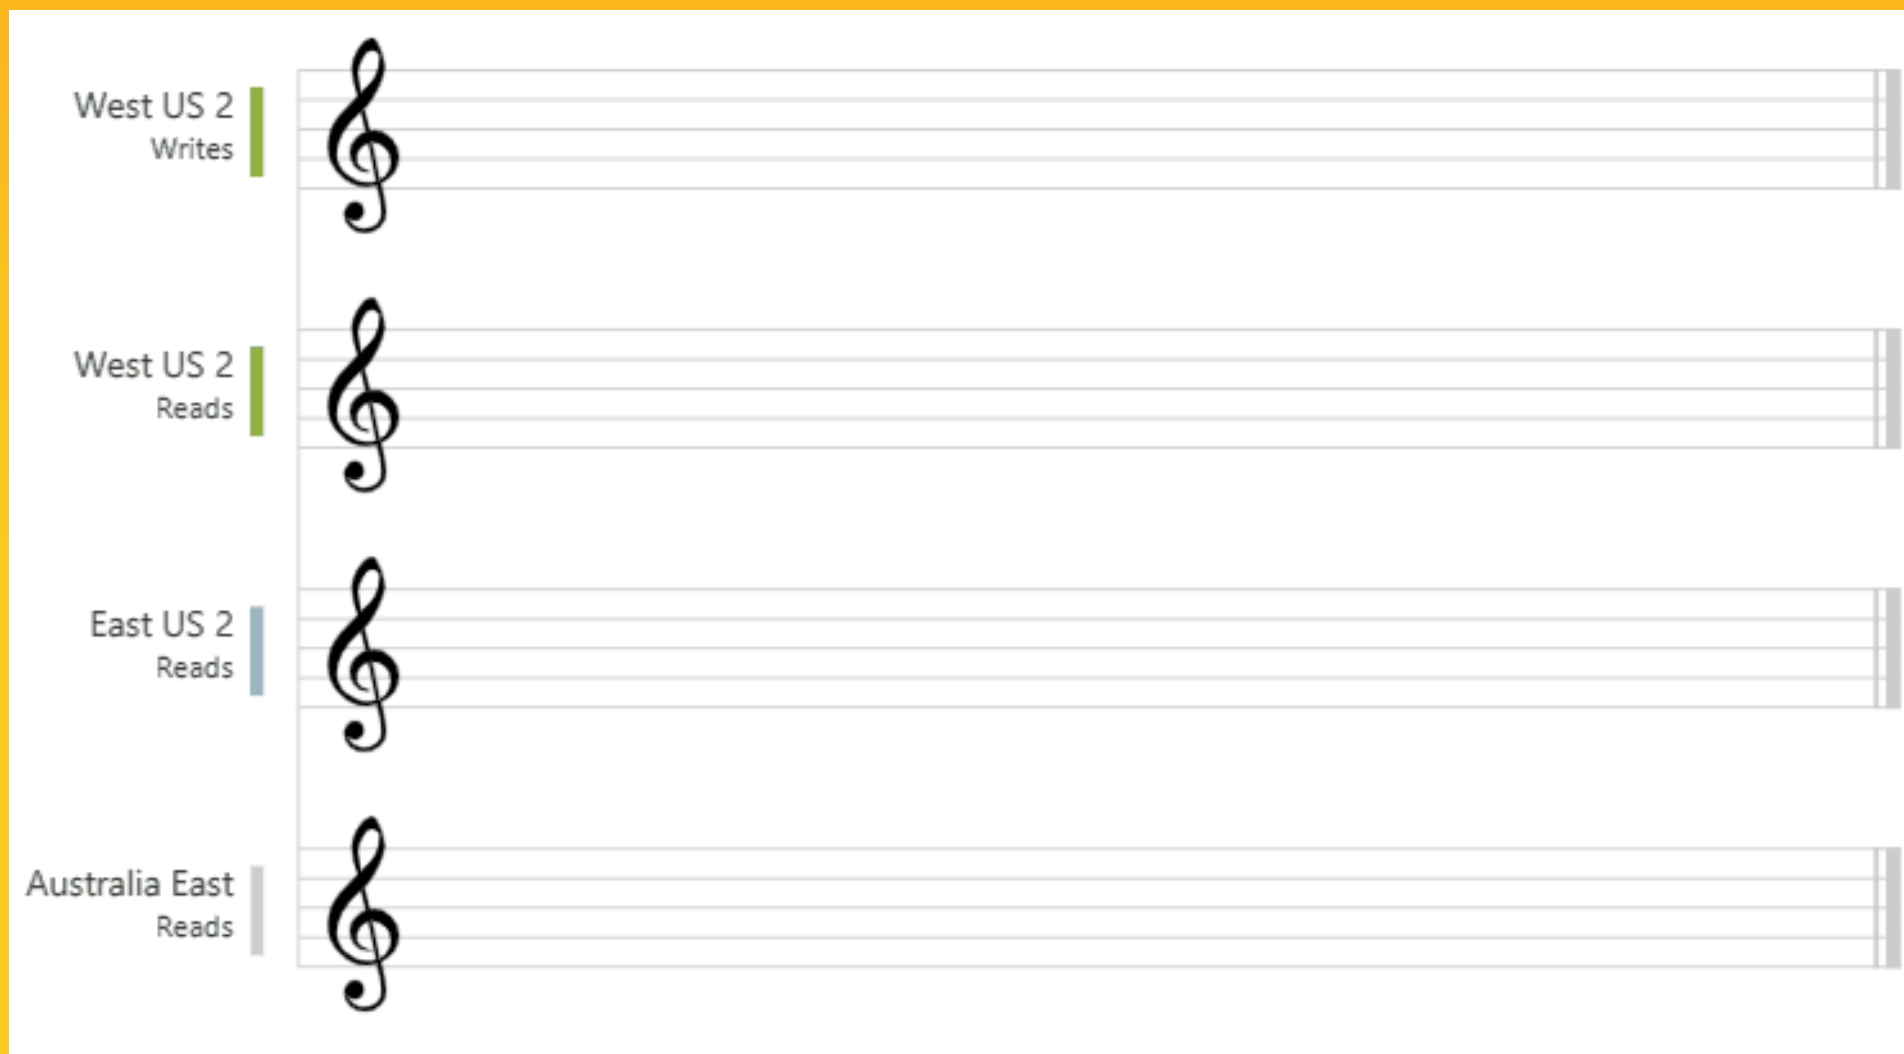 West US 2
Writes
West US 2
Reads
East US 2
Reads
Australia East
Reads